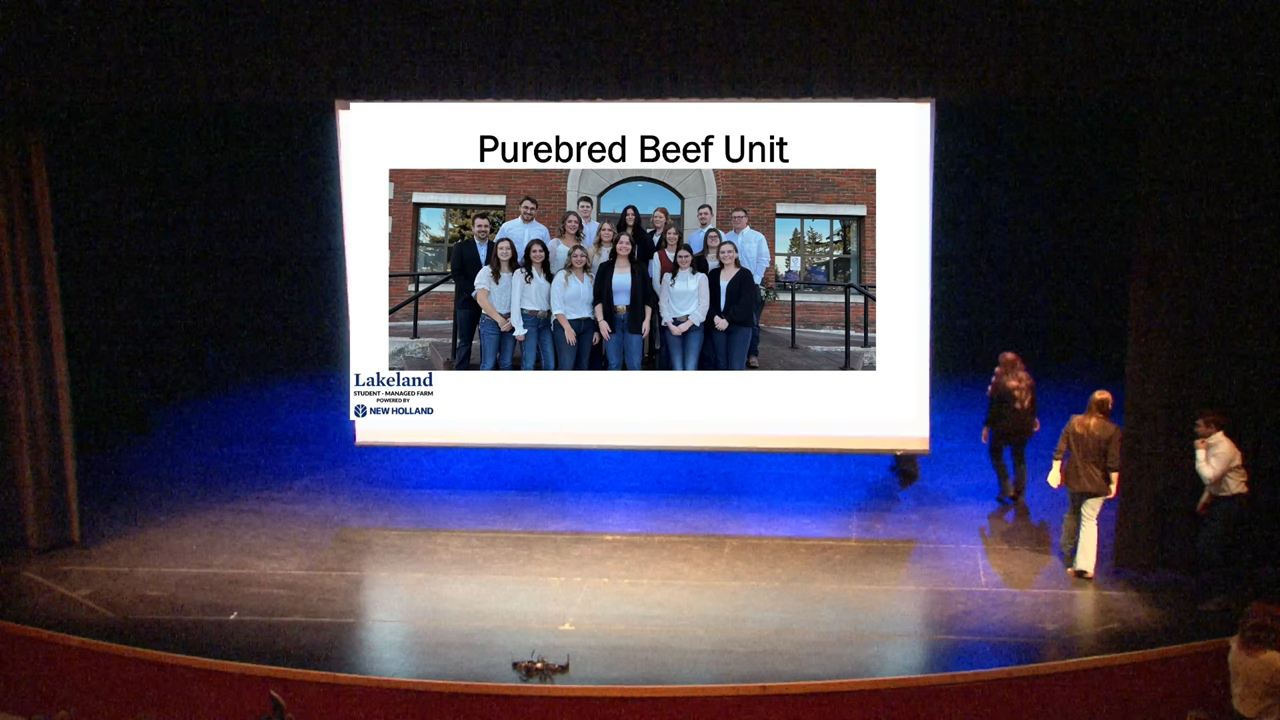 Purebred Beef Unit
Lakeland
STUDENT - MANAGED FARM
POWERED BY
NEW HOLLAND